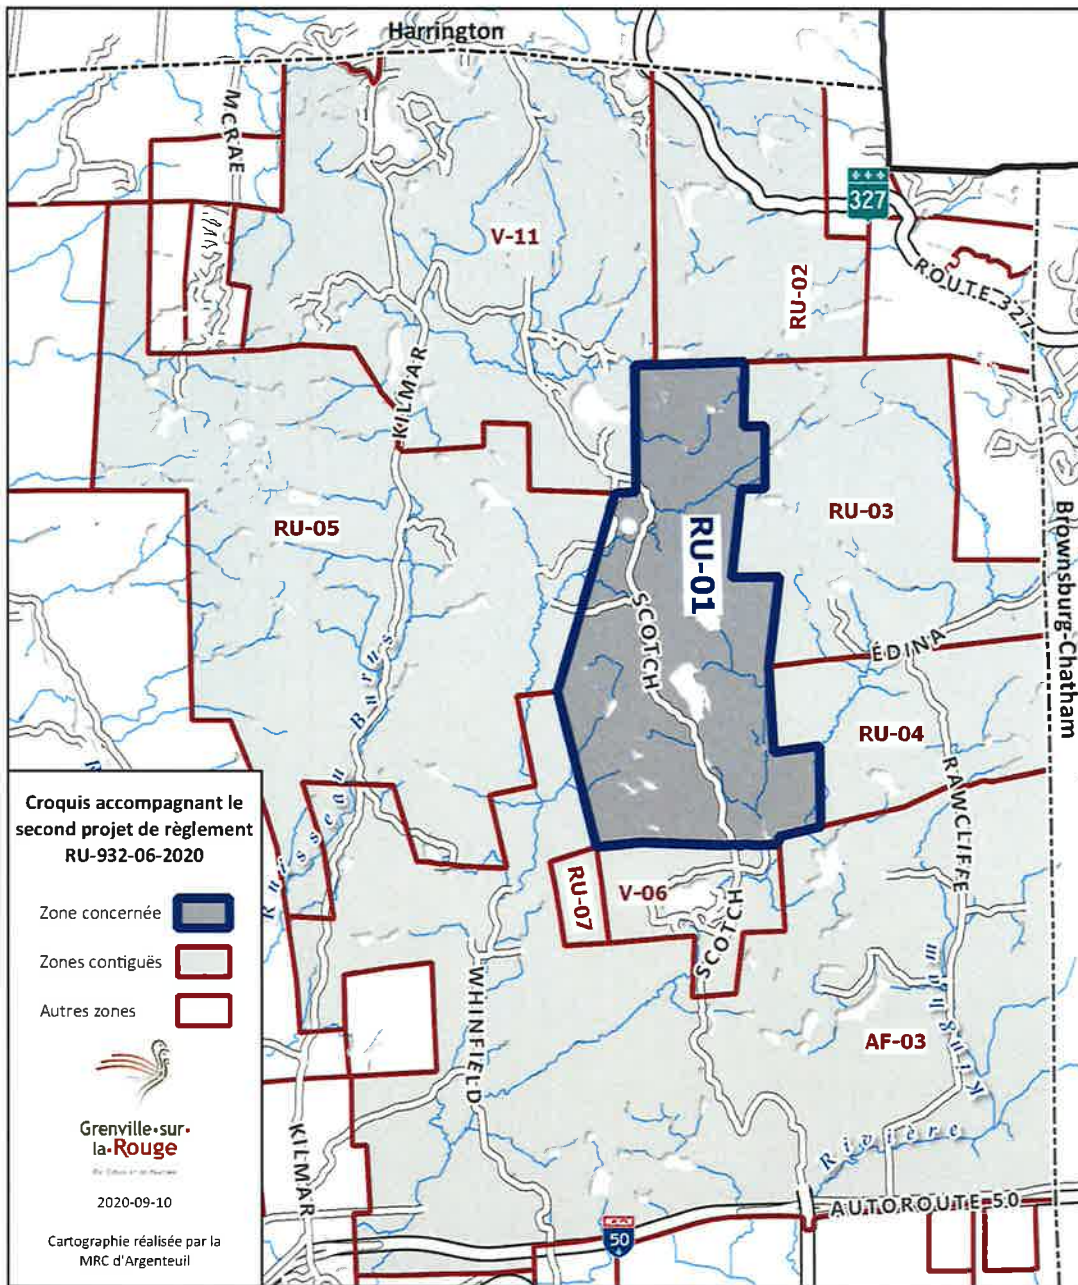 Harrington
MCRAE
327
V-11
RU-02
ROUTE 327
KILMAR
RU-05
RU-01
RU-03
SCOTCH
Brownsburg-Chatham
ÉDINA
RU-04
RAWCLIFFE
Ruisseau Burns
Croquis accompagnant le
second projet de règlement
RU-932-06-2020
Zone concernée
Zones contiguës
Autres zones
Grenville•sur•
la•Rouge
2020-09-10
Cartographie réalisée par la
MRC d'Argenteuil
RU-07
V-06
SCOTCH
WHINFIELD
AF-03
Rivière
Kingham
KILMAR
AUTOROUTE 50
50